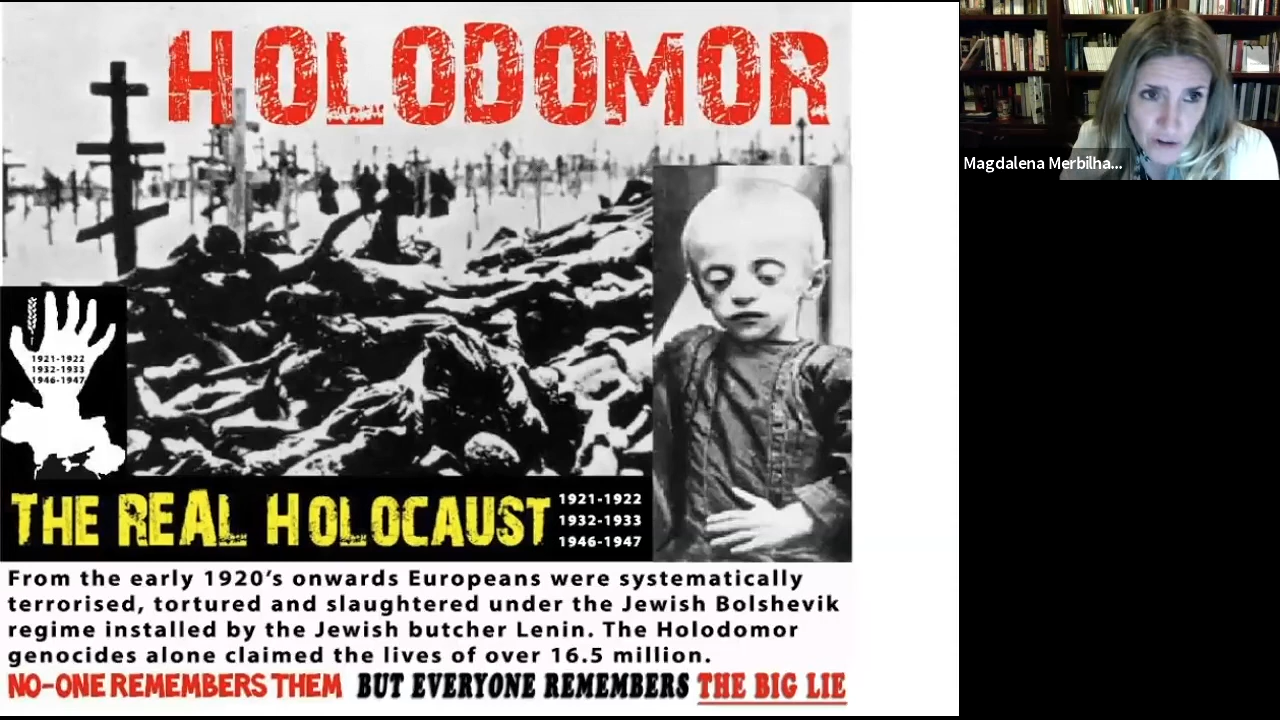 HOLODOMOR
Magdalena Merbilha...
1921-1922
1932-1933
1946-1947
THE REAL HOLOCAUST
1921-1922
1932-1933
1946-1947
From the early 1920's onwards Europeans were systematically
terrorised, tortured and slaughtered under the Jewish Bolshevik
regime installed by the Jewish butcher Lenin. The Holodomor
genocides alone claimed the lives of over 16.5 million.
NO-ONE REMEMBERS THEM BUT EVERYONE REMEMBERS THE BIG LIE